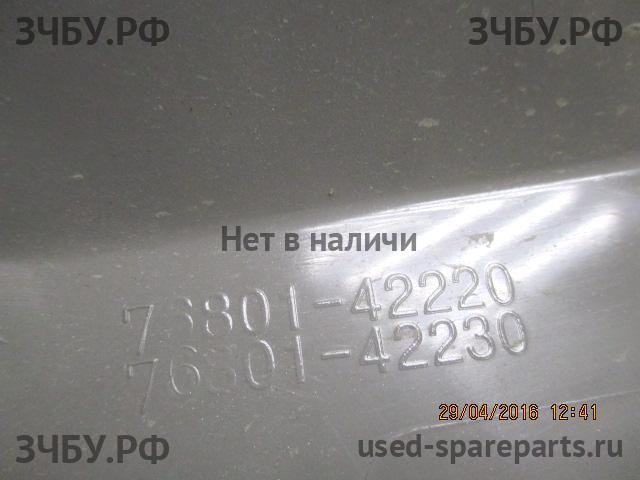 ЗЧБУ.РФ ЗЧБУ.РФ
Нет в наличи
76801-42220
76801-42230
29/04/2016 12:41
ЗЧБУ.РФ used-spareparts.ru